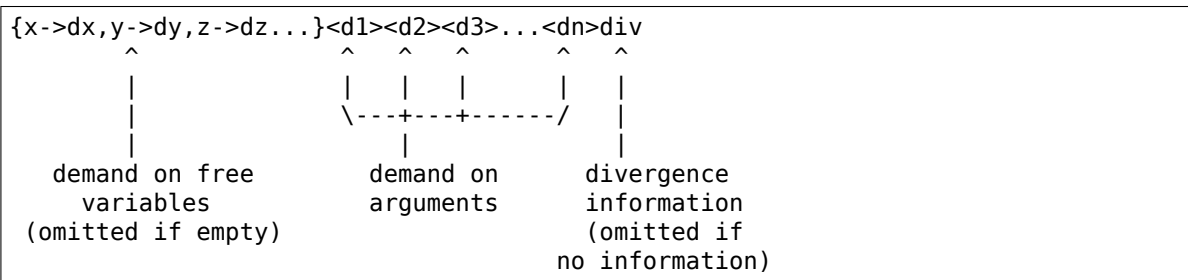 {x->dx,y->dy,z->dz...}<d1><d2><d3>...<dn>div
        ^              ^   ^   ^      ^   ^
        |              |   |   |      |   |
        |              \---+---+------/   |
        |                  |              |
   demand on free        demand on      divergence
     variables           arguments      information
 (omitted if empty)                     (omitted if
                                      no information)